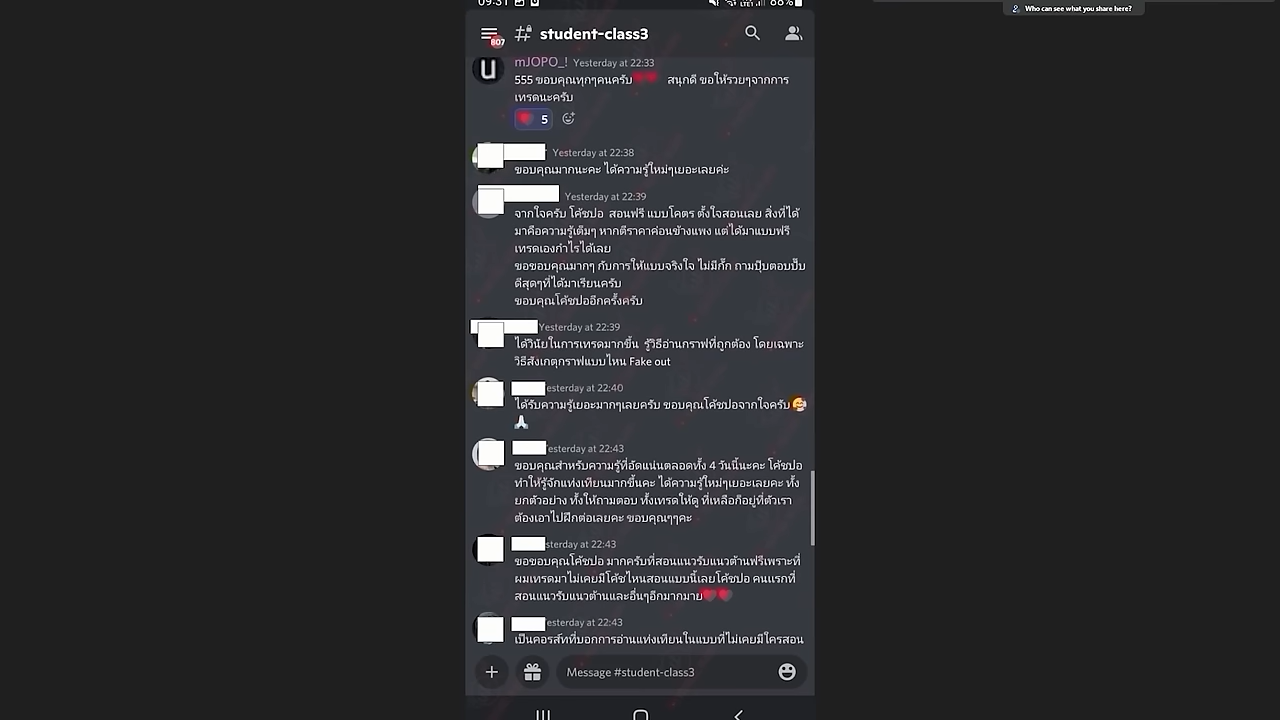 Who can see what you share here?
09:31
88%
807
student-class3
mJOPO_! Yesterday at 22:33
555 ขอบคุณทุกๆคนครับ สนุกดี ขอให้รวยๆจากการ
เทรดนะครับ
5
Yesterday at 22:38
ขอบคุณมากนะคะ ได้ความรู้ใหม่ๆเยอะเลยค่ะ
Yesterday at 22:39
จากใจครับ โค้ชปอ สอนฟรี แบบโคตร ตั้งใจสอนเลย สิ่งที่ได้
มาคือความรู้เต็มๆ หากตีราคาค่อนข้างแพง แต่ได้มาแบบฟรี
เทรดเองกำไรได้เลย
ขอขอบคุณมากๆ กับการให้แบบจริงใจ ไม่มีกั๊ก ถามปุ๊บตอบปั๊บ
ดีสุดๆที่ได้มาเรียนครับ
ขอบคุณโค้ชปออีกครั้งครับ
Yesterday at 22:39
ได้วินัยในการเทรดมากขึ้น รู้วิธีอ่านกราฟที่ถูกต้อง โดยเฉพาะ
วิธีสังเกตุกราฟแบบไหน Fake out
esterday at 22:40
ได้รับความรู้เยอะมากๆเลยครับ ขอบคุณโค้ชปอจากใจครับ
esterday at 22:43
ขอบคุณสำหรับความรู้ที่อัดแน่นตลอดทั้ง 4 วันนี้นะคะ โค้ชปอ
ทำให้รู้จักแท่งเทียนมากขึ้นคะ ได้ความรู้ใหม่ๆเยอะเลยคะ ทั้ง
ยกตัวอย่าง ทั้งให้ถามตอบ ทั้งเทรดให้ดู ที่เหลือก็อยู่ที่ตัวเรา
ต้องเอาไปฝึกต่อเลยคะ ขอบคุณๆๆคะ
sterday at 22:43
ขอขอบคุณโค้ชปอ มากครับที่สอนแนวรับแนวต้านฟรีเพราะที่
ผมเทรดมาไม่เคยมีโค้ชไหนสอนแบบนี้เลยโค้ชปอ คนแรกที่
สอนแนวรับแนวต้านและอื่นๆอีกมากมาย
esterday at 22:43
เป็นคอรส์ทที่บอกการอ่านแท่งเทียนในแบบที่ไม่เคยมีใครสอน
Message #student-class3